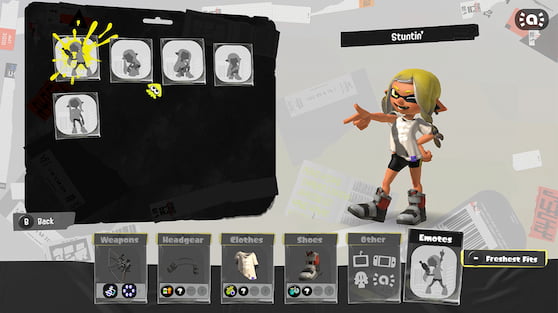 Stuntin'
B Back
Weapons
Headgear
Clothes
Shoes
Other
Emotes
- Freshest Fits